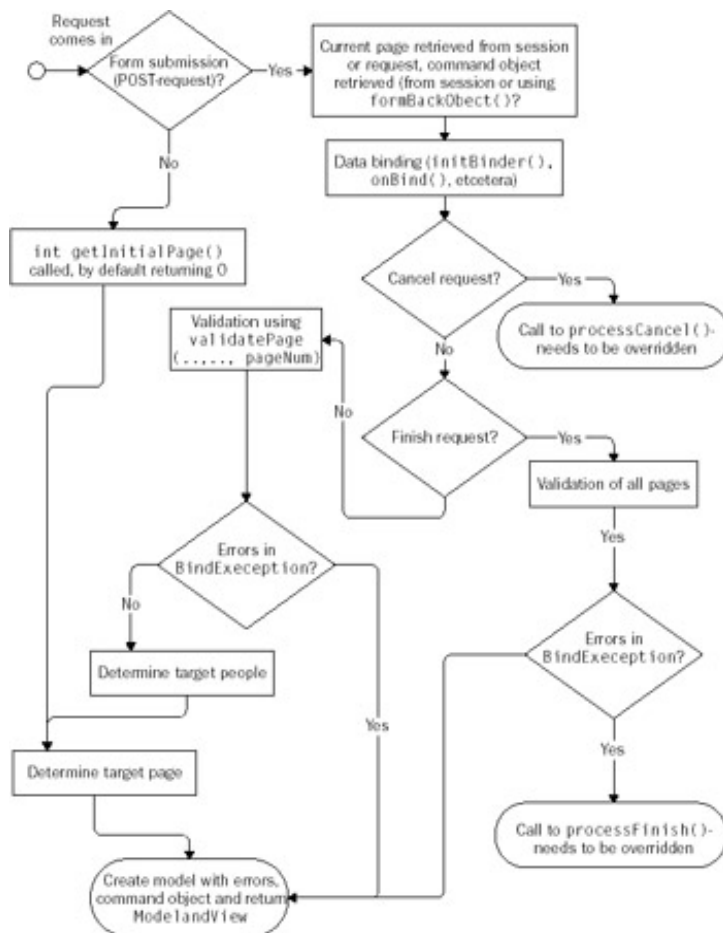 Request
comes in
Form submission
(POST-request)?
Yes
Current page retrieved from session
or request, command object
retrieved (from session or using
formBackObect()?
No
Data binding (initBinder(),
onBind(), etcetera)
int getInitialPage()
called, by default returning 0
Cancel request?
Yes
Call to processCancel()-
needs to be overridden
No
Validation using
validatePage
(..,.., pageNum)
No
Finish request?
Yes
Validation of all pages
Yes
Errors in
BindExeception?
No
Yes
Determine target people
Errors in
BindExeception?
Yes
Determine target page
Call to processFinish()-
needs to be overridden
Create model with errors,
command object and return
ModelandView